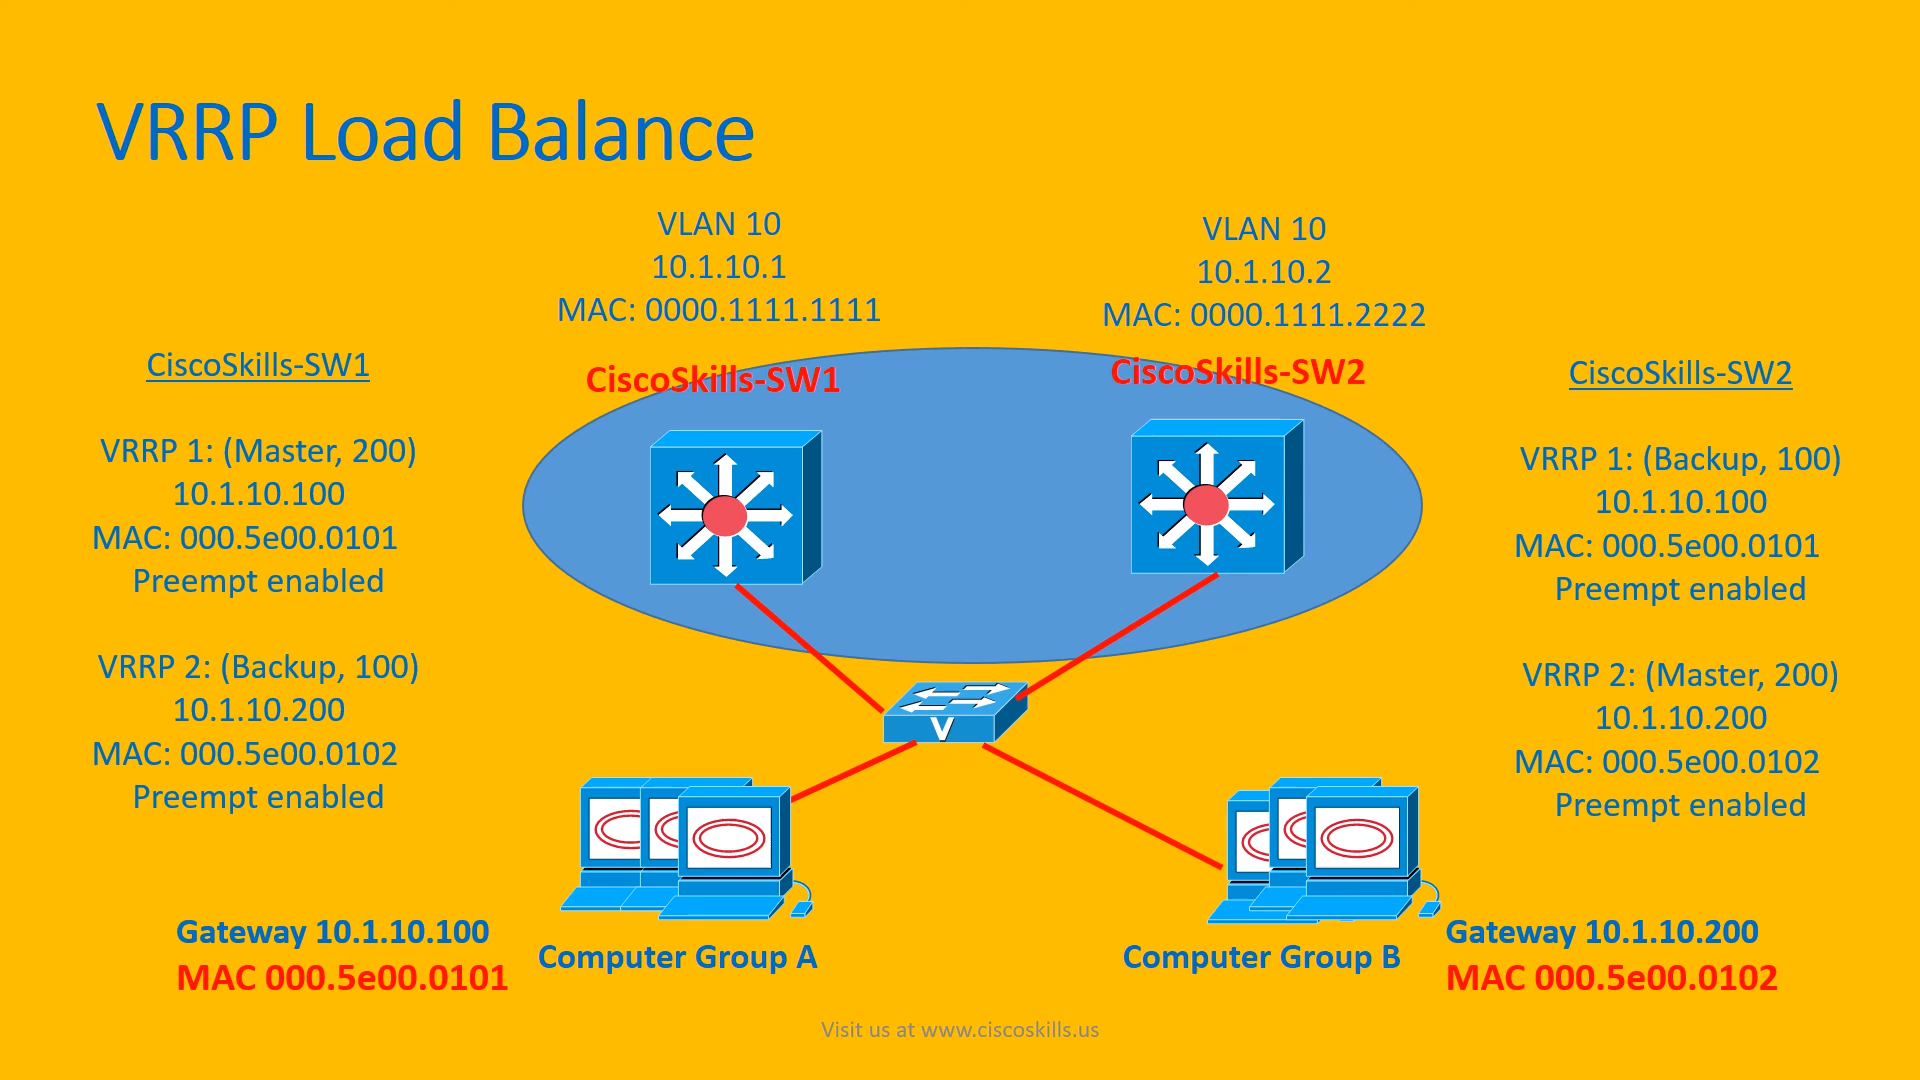 VRRP Load Balance
VLAN 10
10.1.10.1
MAC: 0000.1111.1111
VLAN 10
10.1.10.2
MAC: 0000.1111.2222
CiscoSkills-SW1
CiscoSkills-SW2
CiscoSkills-SW1
VRRP 1: (Master, 200)
10.1.10.100
MAC: 000.5e00.0101
Preempt enabled
VRRP 2: (Backup, 100)
10.1.10.200
MAC: 000.5e00.0102
Preempt enabled
CiscoSkills-SW2
VRRP 1: (Backup, 100)
10.1.10.100
MAC: 000.5e00.0101
Preempt enabled
VRRP 2: (Master, 200)
10.1.10.200
MAC: 000.5e00.0102
Preempt enabled
V
Gateway 10.1.10.100
MAC 000.5e00.0101
Computer Group A
Computer Group B
Gateway 10.1.10.200
MAC 000.5e00.0102
Visit us at www.ciscoskills.us